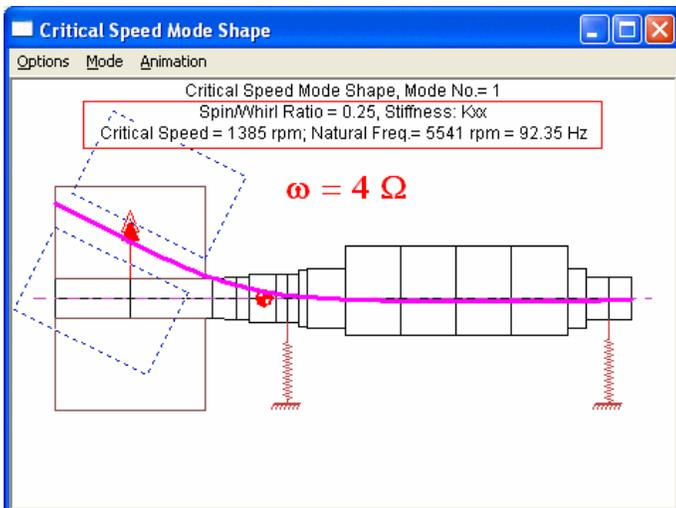 Critical Speed Mode Shape
Options Mode Animation
Critical Speed Mode Shape, Mode No.= 1
Spin/Whirl Ratio = 0.25, Stiffness: Kxx
Critical Speed = 1385 rpm; Natural Freq.= 5541 rpm = 92.35 Hz
ω = 4 Ω